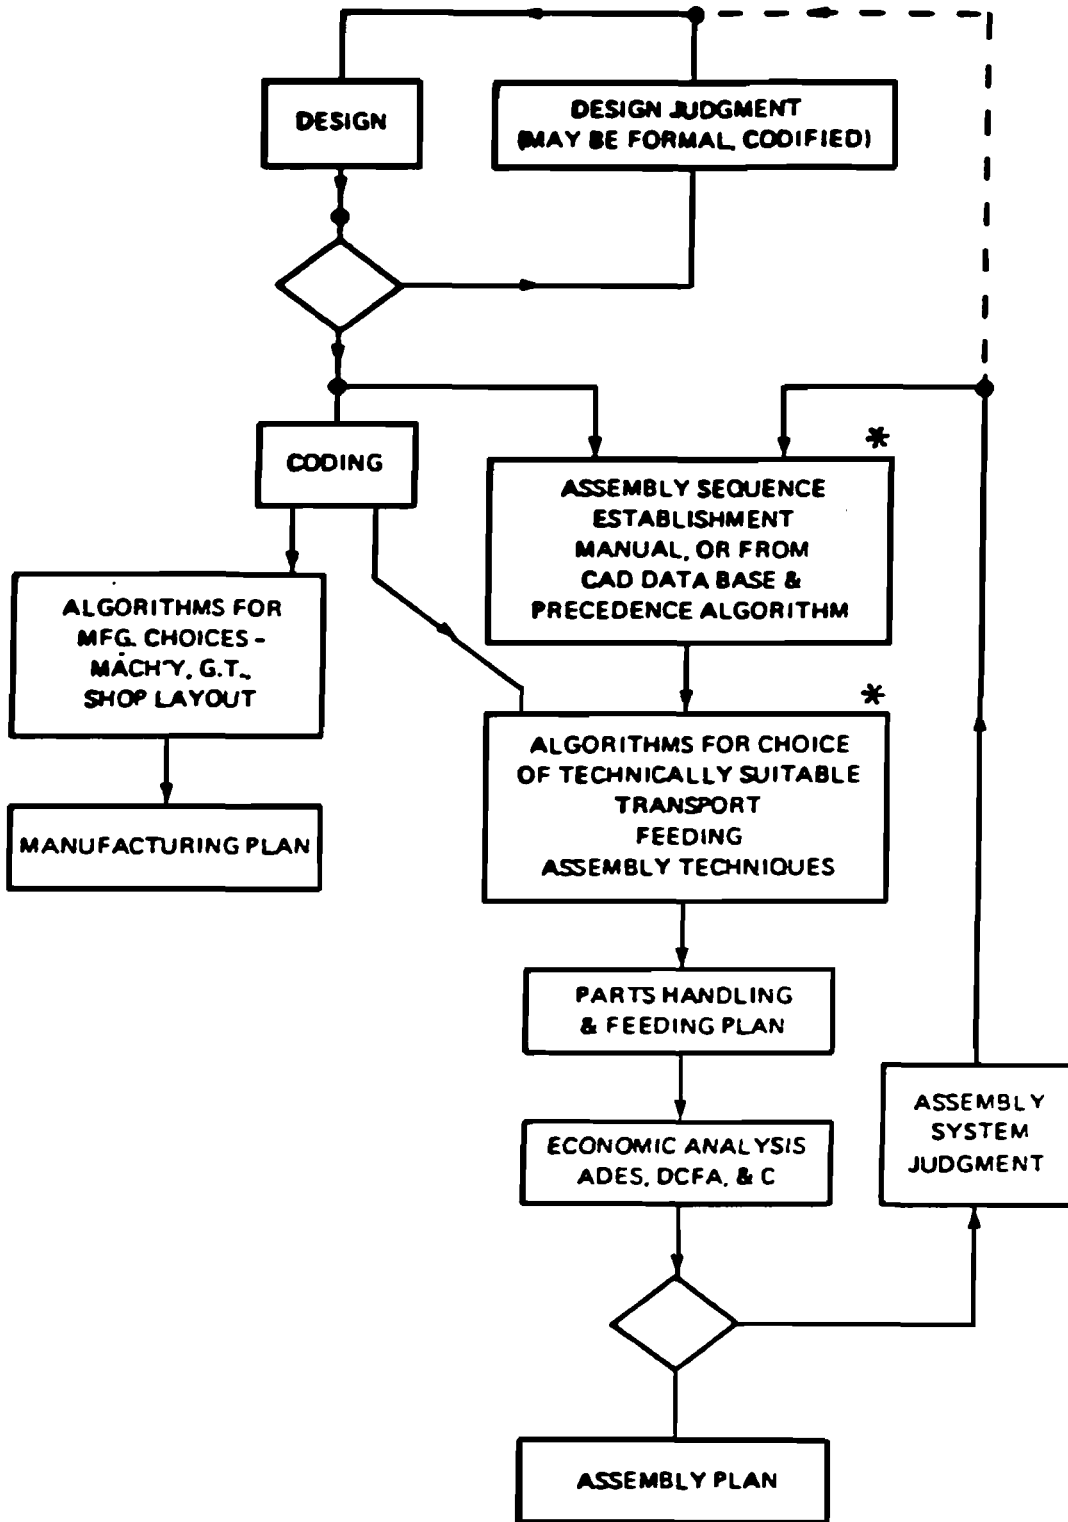 DESIGN
DESIGN JUDGMENT
(MAY BE FORMAL, CODIFIED)
CODING
*
ASSEMBLY SEQUENCE
ESTABLISHMENT
MANUAL, OR FROM
CAD DATA BASE &
PRECEDENCE ALGORITHM
ALGORITHMS FOR
MFG. CHOICES -
MACH'Y, G.T.,
SHOP LAYOUT
*
ALGORITHMS FOR CHOICE
OF TECHNICALLY SUITABLE
TRANSPORT
FEEDING
ASSEMBLY TECHNIQUES
MANUFACTURING PLAN
PARTS HANDLING
& FEEDING PLAN
ASSEMBLY
SYSTEM
JUDGMENT
ECONOMIC ANALYSIS
ADES, DCFA, & C
ASSEMBLY PLAN